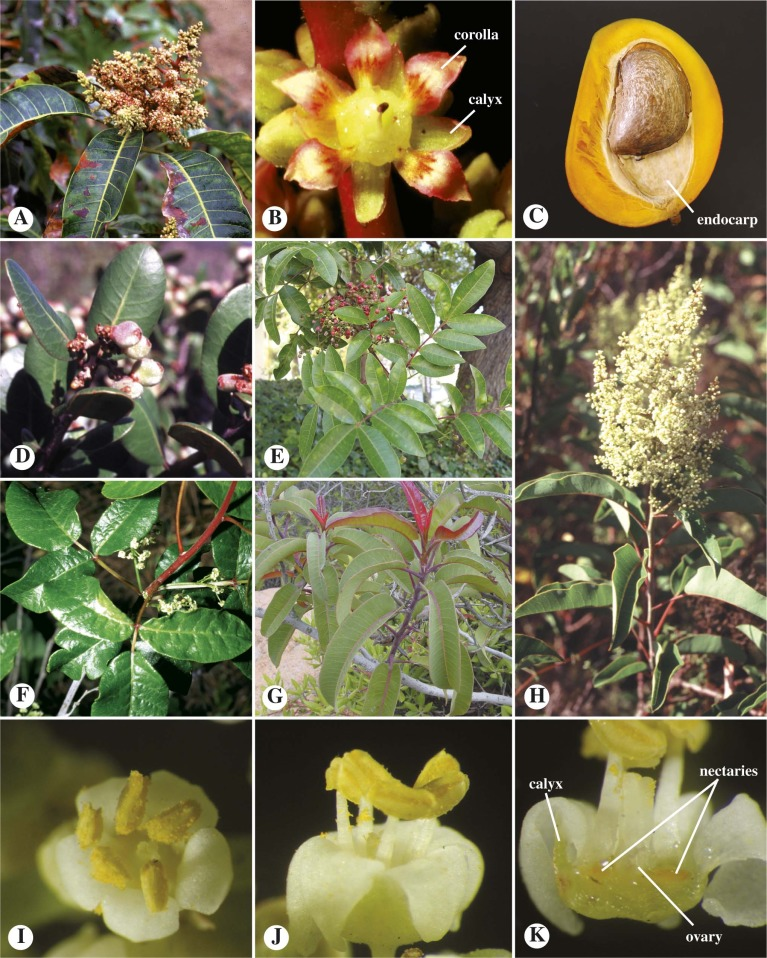 A
B
corolla
calyx
C
endocarp
D
E
F
G
H
I
J
K
calyx
nectaries
ovary